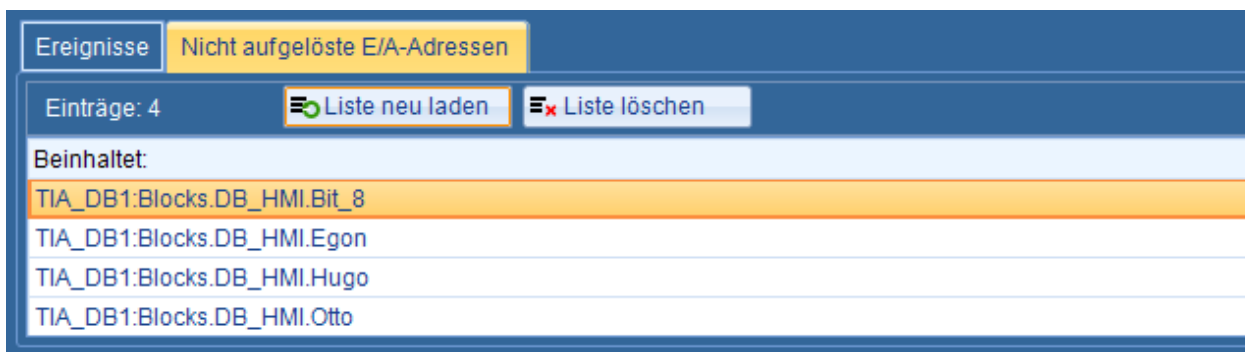 Ereignisse Nicht aufgelöste E/A-Adressen
Einträge: 4 Liste neu laden Liste löschen
Beinhaltet:
TIA_DB1:Blocks.DB_HMI.Bit_8
TIA_DB1:Blocks.DB_HMI.Egon
TIA_DB1:Blocks.DB_HMI.Hugo
TIA_DB1:Blocks.DB_HMI.Otto